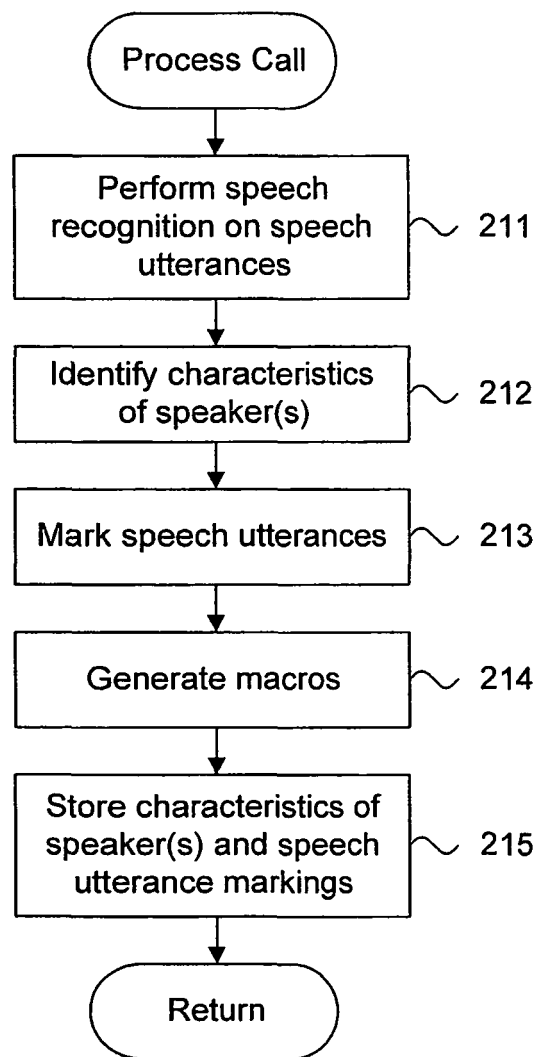 Process Call
Perform speech
recognition on speech
utterances
211
Identify characteristics
of speaker(s)
212
Mark speech utterances
213
Generate macros
214
Store characteristics of
speaker(s) and speech
utterance markings
215
Return